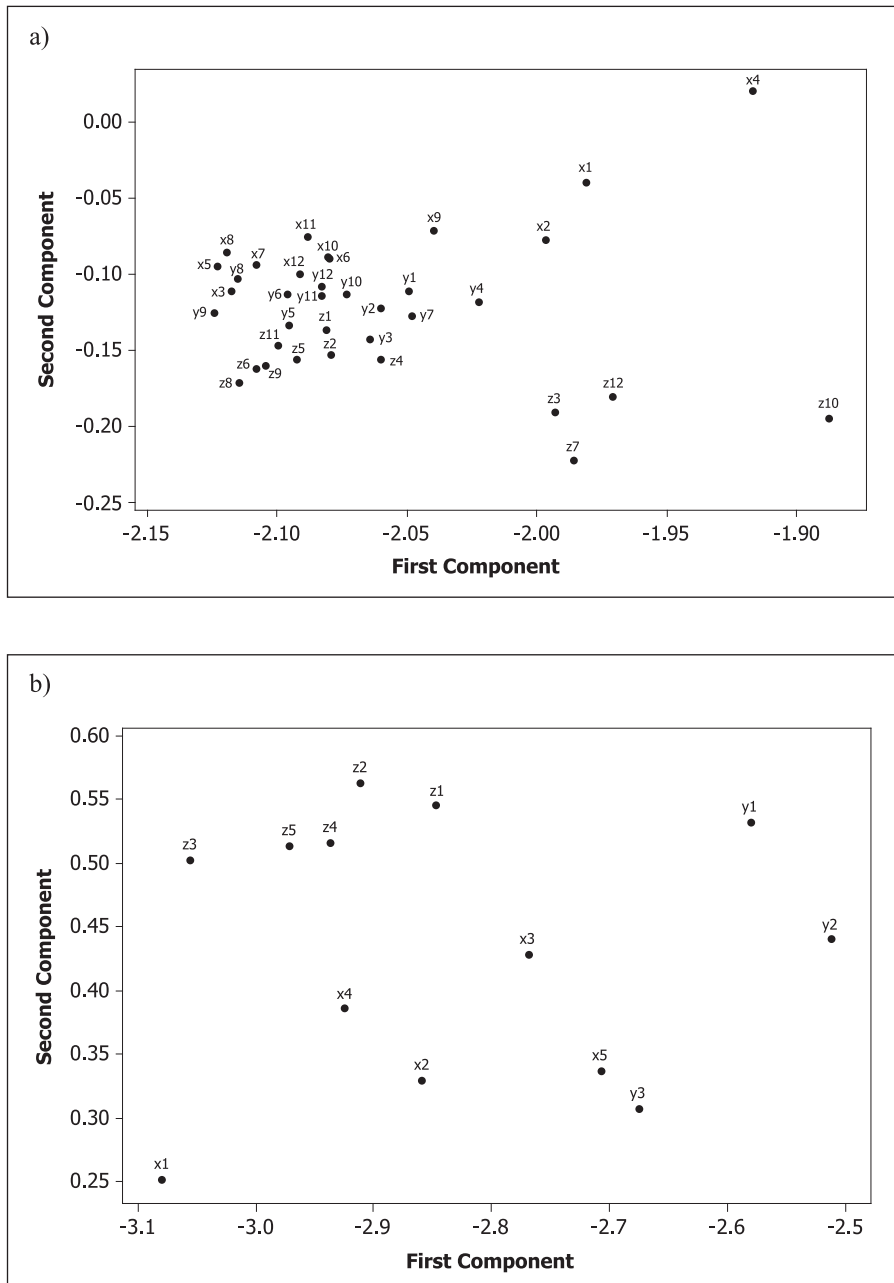 a)
x4
0.00
x1
-0.05
x9
x2
x11
x8
x10
x7
x6
x5
y8
x12
-0.10
y12
y10
y1
x3
y6
y11
y4
y9
y2
y7
y5
z1
z11
y3
-0.15
z5
z2
z4
z6
z9
z8
z12
z3
z10
-0.20
z7
-0.25
Second Component
-2.15 -2.10 -2.05 -2.00 -1.95 -1.90
First Component
b)
0.60
z2
z1
0.55
y1
z5 z4
z3
0.50
0.45
y2
x3
0.40
x4
0.35
x2
x5
y3
0.30
x1
0.25
Second Component
-3.1 -3.0 -2.9 -2.8 -2.7 -2.6 -2.5
First Component